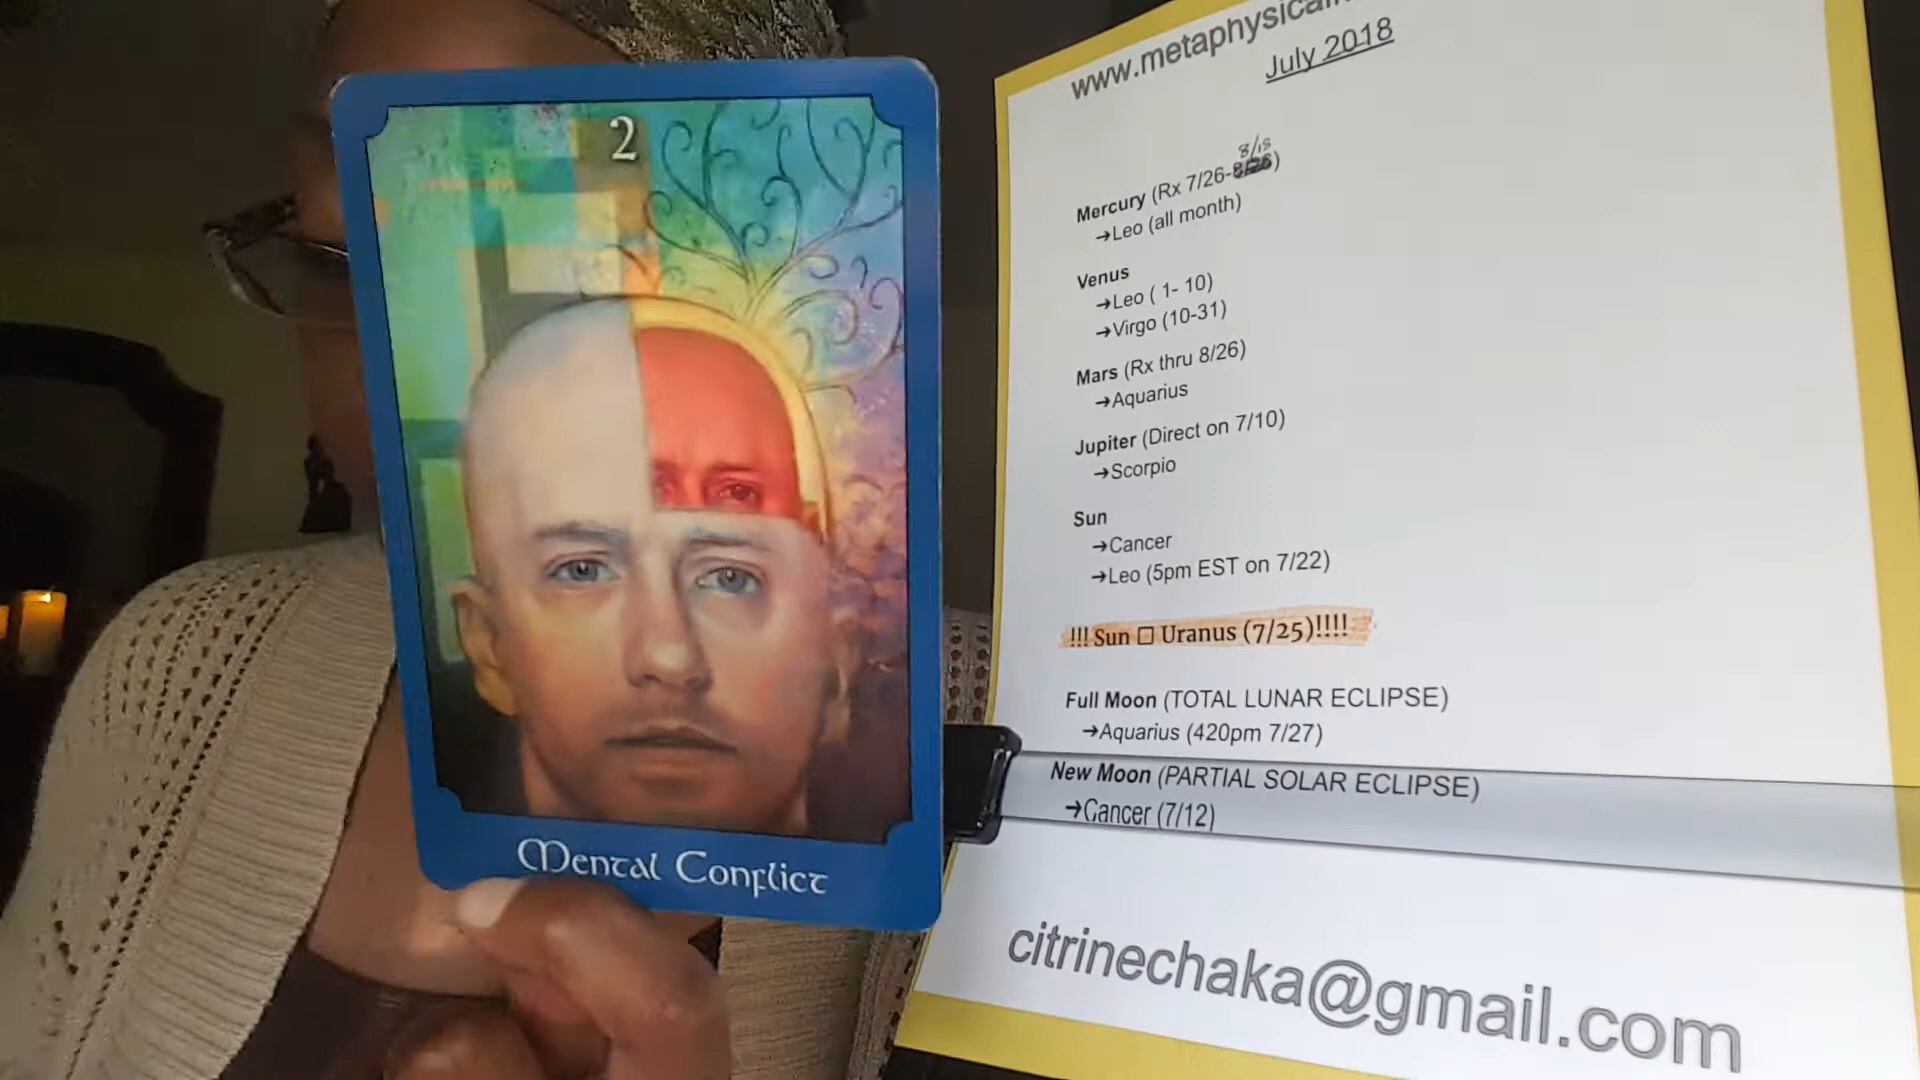 2
Mental Conflict
www.metaphysical
July 2018
8/15
Mercury (Rx 7/26-8/26)
→Leo (all month)
Venus
→Leo ( 1- 10)
→Virgo (10-31)
Mars (Rx thru 8/26)
→Aquarius
Jupiter (Direct on 7/10)
→Scorpio
Sun
→Cancer
→Leo (5pm EST on 7/22)
!!! Sun □ Uranus (7/25)!!!!
Full Moon (TOTAL LUNAR ECLIPSE)
→Aquarius (420pm 7/27)
New Moon (PARTIAL SOLAR ECLIPSE)
→Cancer (7/12)
citrinechaka@gmail.com